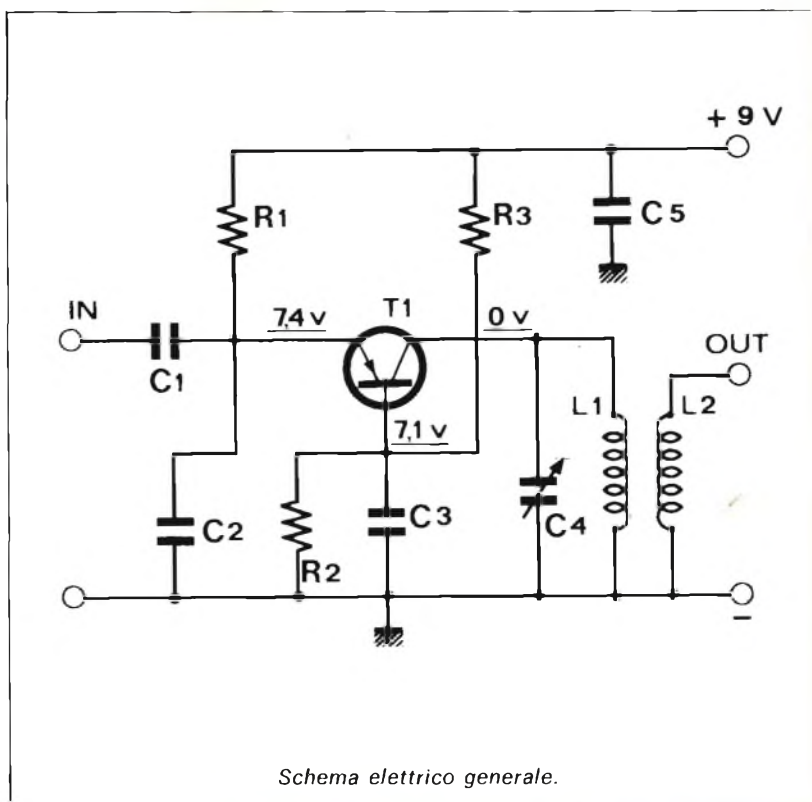 + 9 V
R1
R3
C5
IN
7,4 v
T1
0 v
OUT
C1
L1
L2
7,1 v
C2
R2
C3
C4
−
Schema elettrico generale.